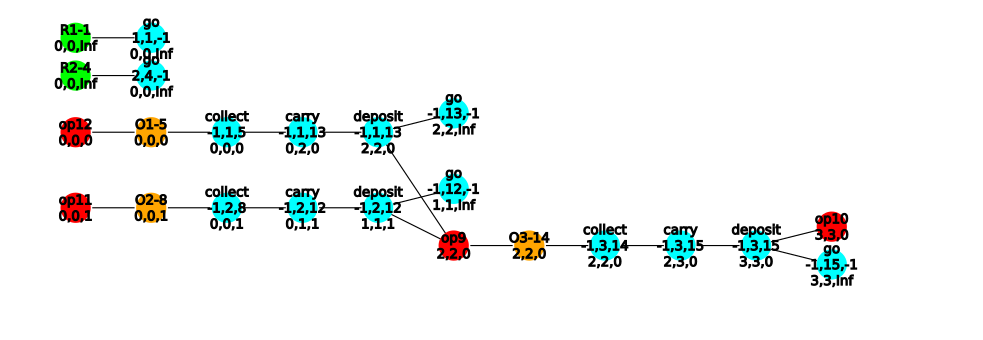 R1-1
0,0,inf
go
1,1,-1
0,0,inf
R2-4
0,0,inf
go
2,4,-1
0,0,inf
op12
0,0,0
O1-5
0,0,0
collect
-1,1,5
0,0,0
carry
-1,1,13
0,2,0
deposit
-1,1,13
2,2,0
go
-1,13,-1
2,2,inf
op11
0,0,1
O2-8
0,0,1
collect
-1,2,8
0,0,1
carry
-1,2,12
0,1,1
deposit
-1,2,12
1,1,1
go
-1,12,-1
1,1,inf
op9
2,2,0
O3-14
2,2,0
collect
-1,3,14
2,2,0
carry
-1,3,15
2,3,0
deposit
-1,3,15
3,3,0
op10
3,3,0
go
-1,15,-1
3,3,inf